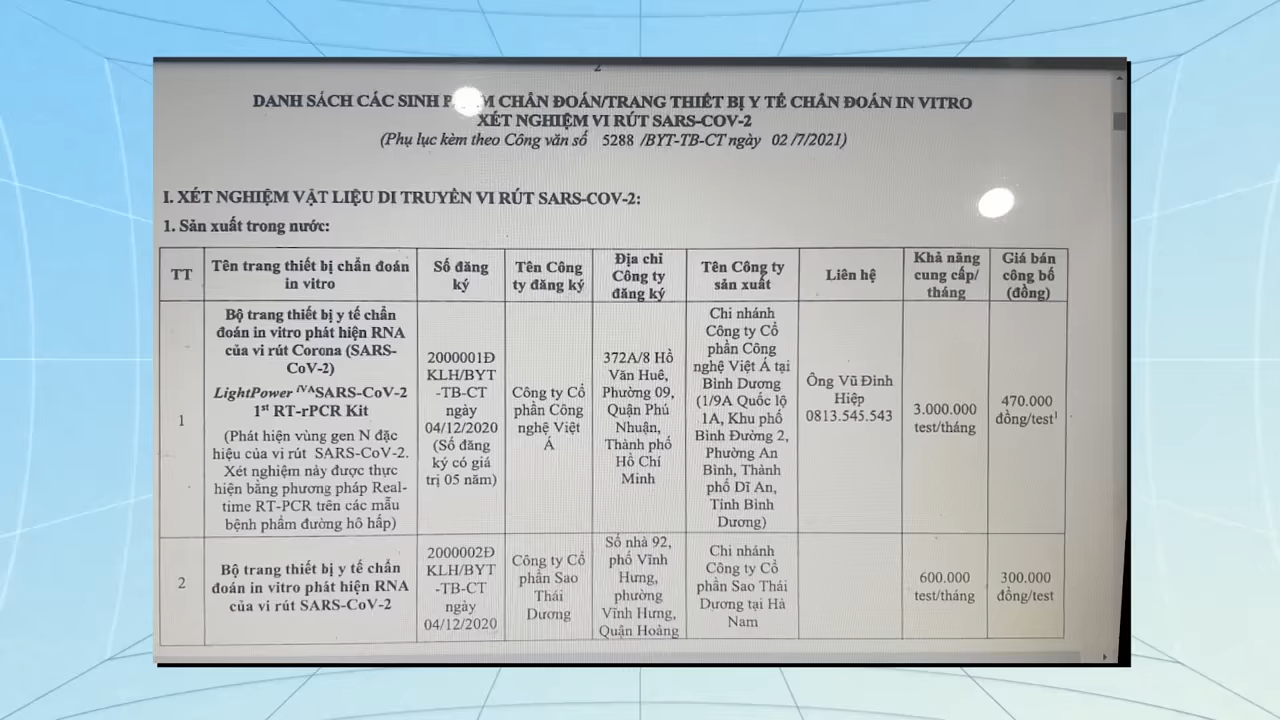 2
DANH SÁCH CÁC SINH CHẨN ĐOÁN/TRANG THIẾT BỊ Y TẾ CHẨN ĐOÁN IN VITRO
XÉT NGHIỆM VI RÚT SARS-COV-2
(Phụ lục kèm theo Công văn số 5288 /BYT-TB-CT ngày 02 /7/2021)
I. XÉT NGHIỆM VẬT LIỆU DI TRUYỀN VI RÚT SARS-COV-2:
1. Sản xuất trong nước:
TT
Tên trang thiết bị chẩn đoán
in vitro
Số đăng
ký
Tên Công
ty đăng ký
Địa chỉ
Công ty
đăng ký
Tên Công ty
sản xuất
Liên hệ
Khả năng
cung cấp/
tháng
Giá bán
công bố
(đồng)
1
Bộ trang thiết bị y tế chẩn
đoán in vitro phát hiện RNA
của vi rút Corona (SARS-
CoV-2)
LightPower iVASARS-CoV-2
1st RT-rPCR Kit
(Phát hiện vùng gen N đặc
hiệu của vi rút SARS-CoV-2.
Xét nghiệm này được thực
hiện bằng phương pháp Real-
time RT-PCR trên các mẫu
bệnh phẩm đường hô hấp)
2000001Đ
KLH/BYT
-TB-CT
ngày
04/12/2020
(Số đăng
ký có giá
trị 05 năm)
Công ty Cổ
phần Công
nghệ Việt
Á
372A/8 Hồ
Văn Huê,
Phường 09,
Quận Phú
Nhuận,
Thành phố
Hồ Chí
Minh
Chi nhánh
Công ty Cổ
phần Công
nghệ Việt Á tại
Bình Dương
(1/9A Quốc lộ
1A, Khu phố
Bình Đường 2,
Phường An
Bình, Thành
phố Dĩ An,
Tỉnh Bình
Dương)
Ông Vũ Đình
Hiệp
0813.545.543
3.000.000
test/tháng
470.000
đồng/test1
2
Bộ trang thiết bị y tế chẩn
đoán in vitro phát hiện RNA
của vi rút SARS-CoV-2
2000002Đ
KLH/BYT
-TB-CT
ngày
04/12/2020
Công ty Cổ
phần Sao
Thái
Dương
Số nhà 92,
phố Vĩnh
Hưng,
phường
Vĩnh Hưng,
Quận Hoàng
Chi nhánh
Công ty Cổ
phần Sao Thái
Dương tại Hà
Nam
600.000
test/tháng
300.000
đồng/test